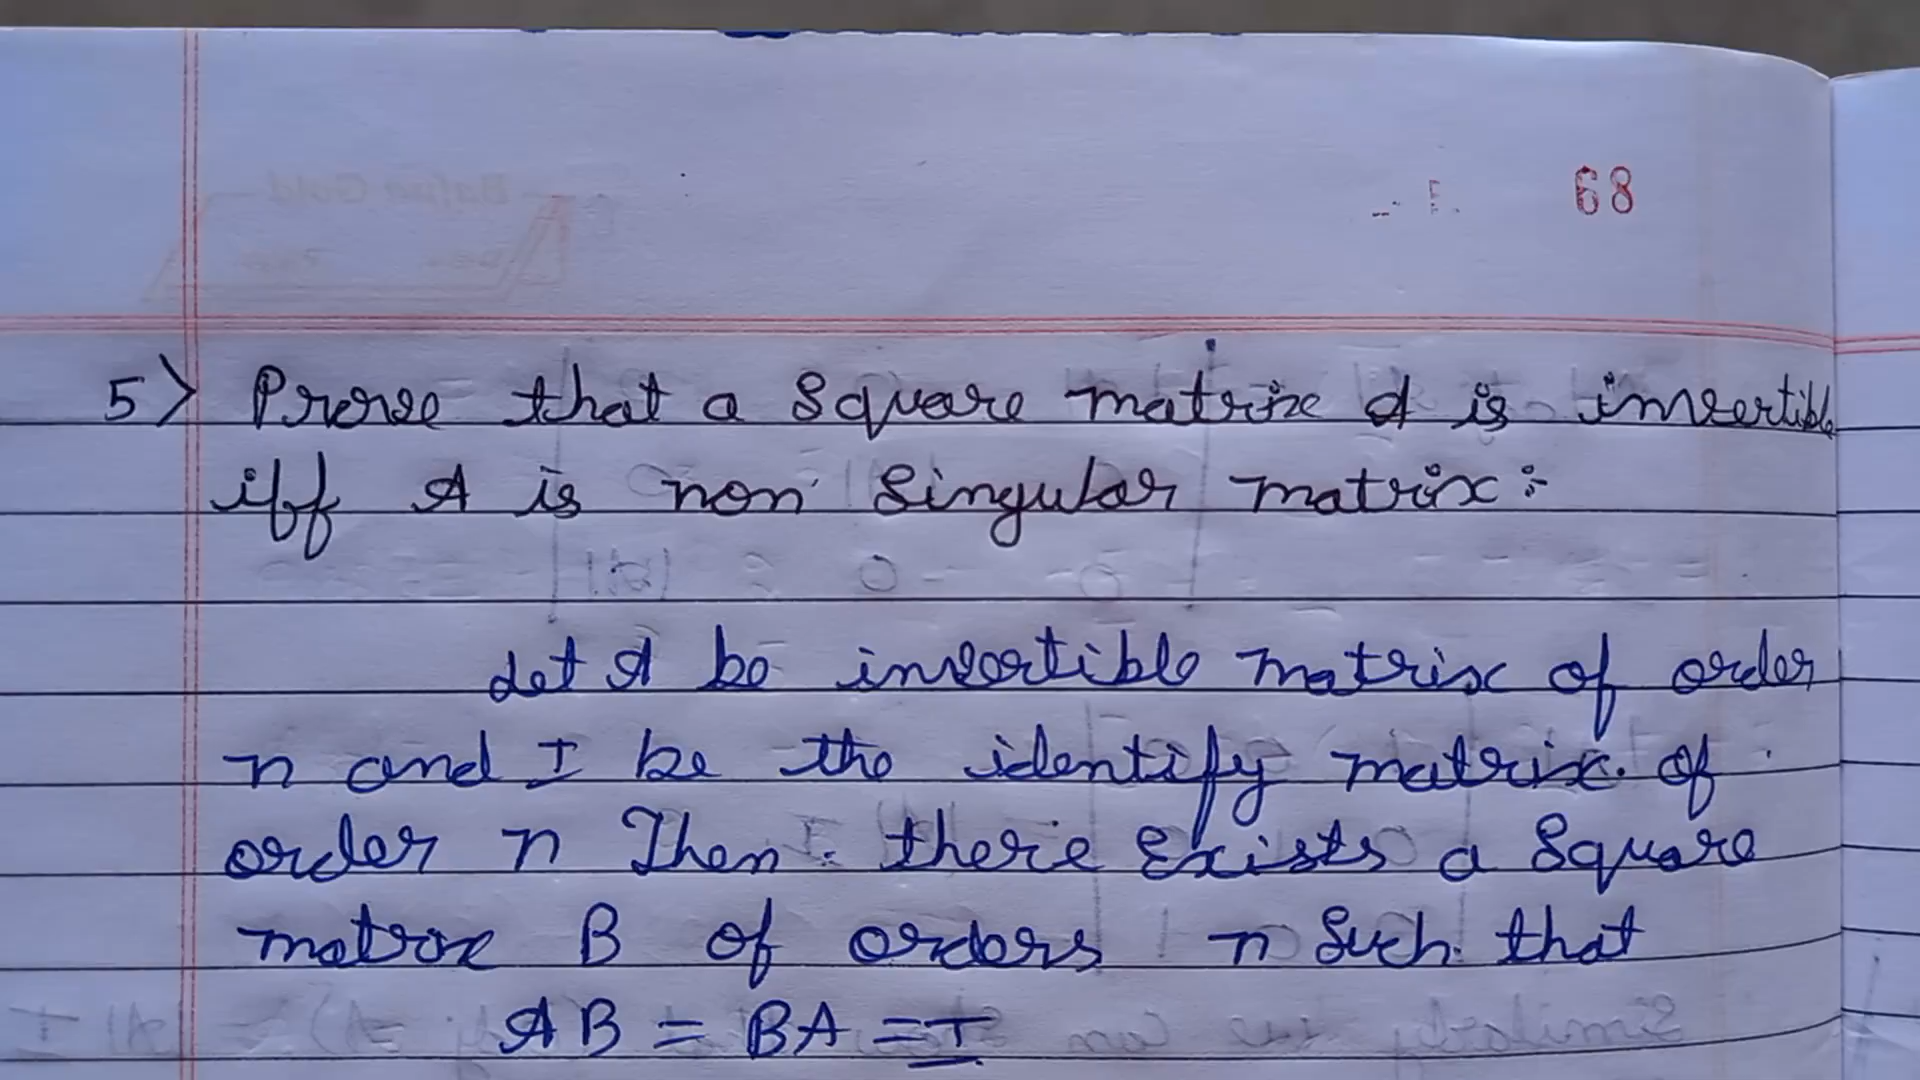 68
5> Prove that a square matrix A is invertible
iff A is non singular matrix :-
Let A be invertible matrix of order
n and I be the identify matrix. of
order n Then. there exists a square
matrix B of orders n such that
AB = BA = I